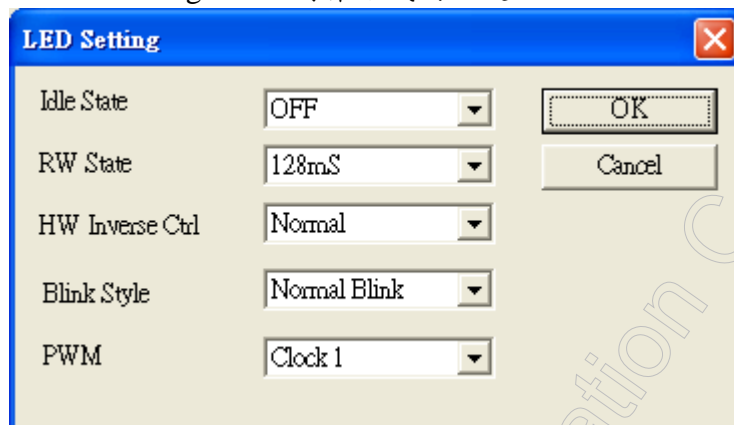 LED Setting
Idle State OFF OK
RW State 128mS Cancel
HW Inverse Ctrl Normal
Blink Style Normal Blink
PWM Clock 1